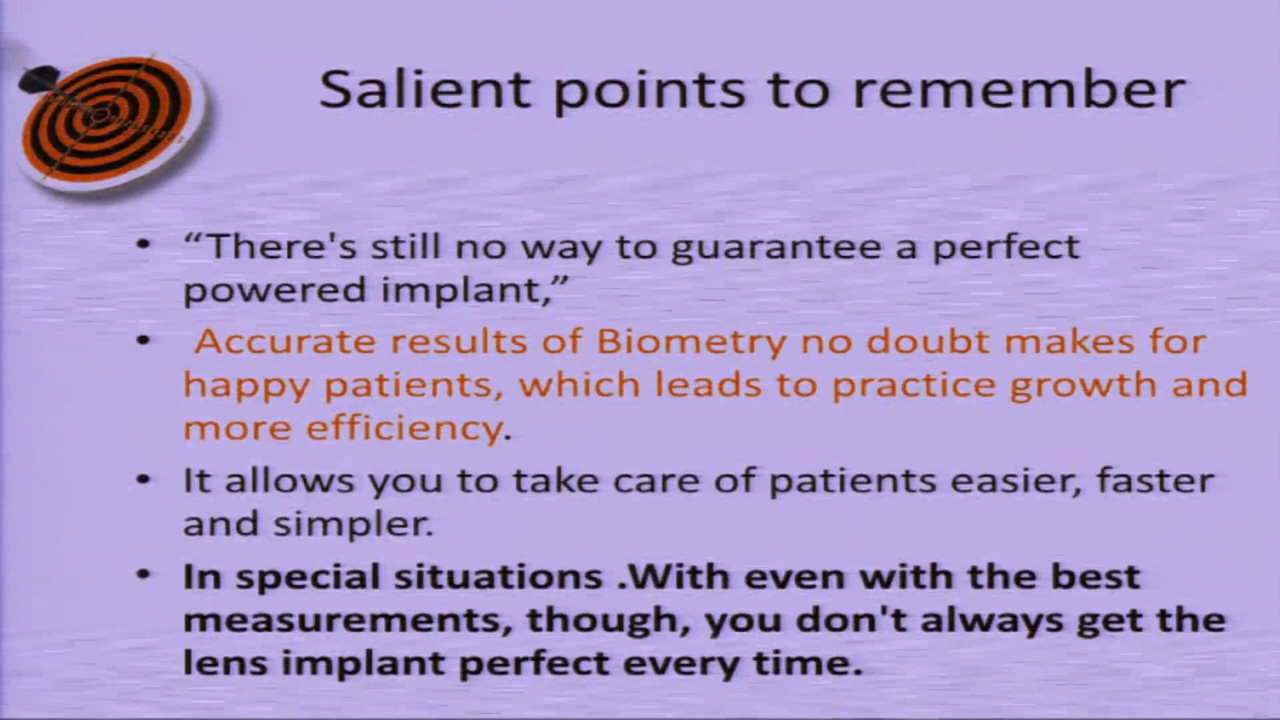 Salient points to remember
• “There's still no way to guarantee a perfect
powered implant,”
• Accurate results of Biometry no doubt makes for
happy patients, which leads to practice growth and
more efficiency.
• It allows you to take care of patients easier, faster
and simpler.
• In special situations .With even with the best
measurements, though, you don't always get the
lens implant perfect every time.